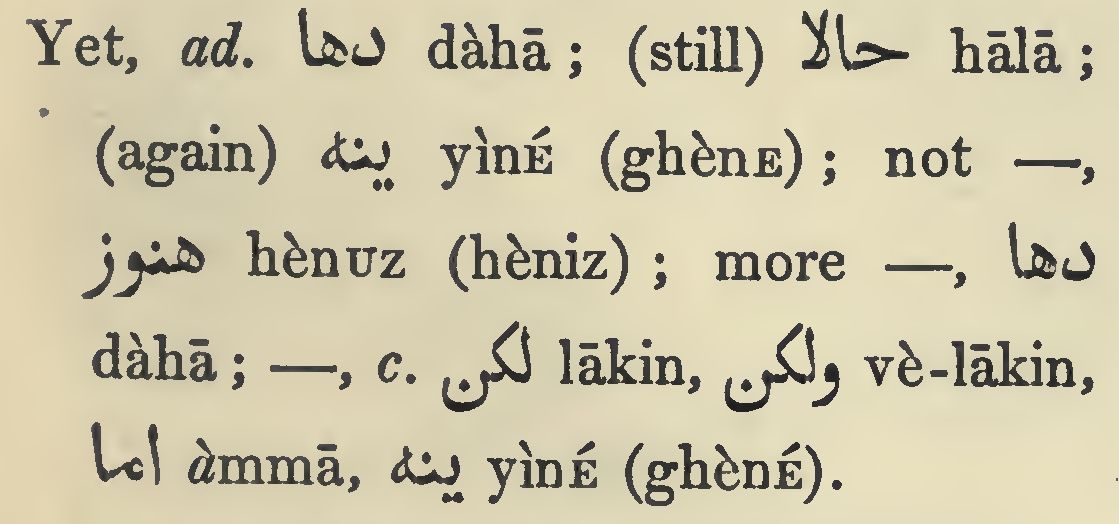 Yet, ad. دها dàhā; (still) حالا hālā;
(again) ينه yìnÉ (ghènE); not —,
هنوز hènUz (hèniz); more —, دها
dàhā; —, c. لكن lākin, ولكن vè-lākin,
اما àmmā, ينه yìnÉ (ghènÉ).